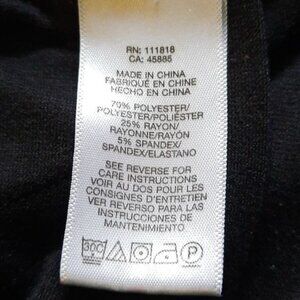 RN: 111818
CA: 45885
MADE IN CHINA
FABRIQUÉ EN CHINE
HECHO EN CHINA
70% POLYESTER/
POLYESTER/POLIÉSTER
25% RAYON/
RAYONNE/RAYÓN
5% SPANDEX/
SPANDEX/ELASTANO
SEE REVERSE FOR
CARE INSTRUCTIONS
VOIR AU DOS POUR LES
CONSIGNES D'ENTRETIEN
VER REVERSO PARA LAS
INSTRUCCIONES DE
MANTENIMIENTO
P